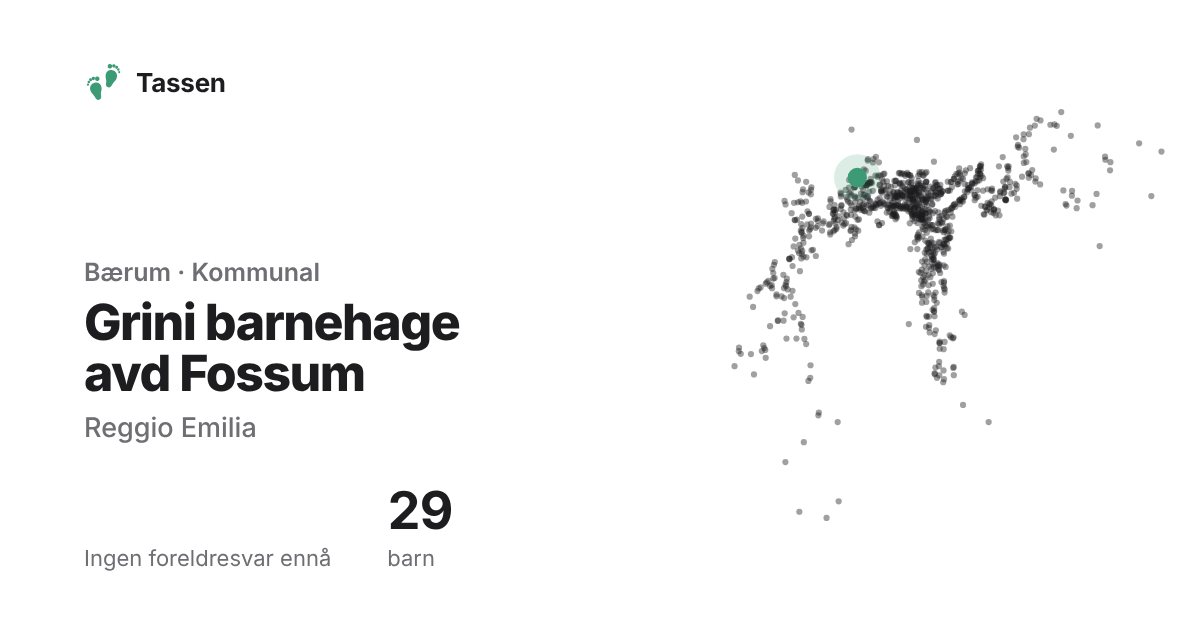 Tassen
Bærum · Kommunal
Grini barnehage
avd Fossum
Reggio Emilia
29
Ingen foreldresvar ennå
barn